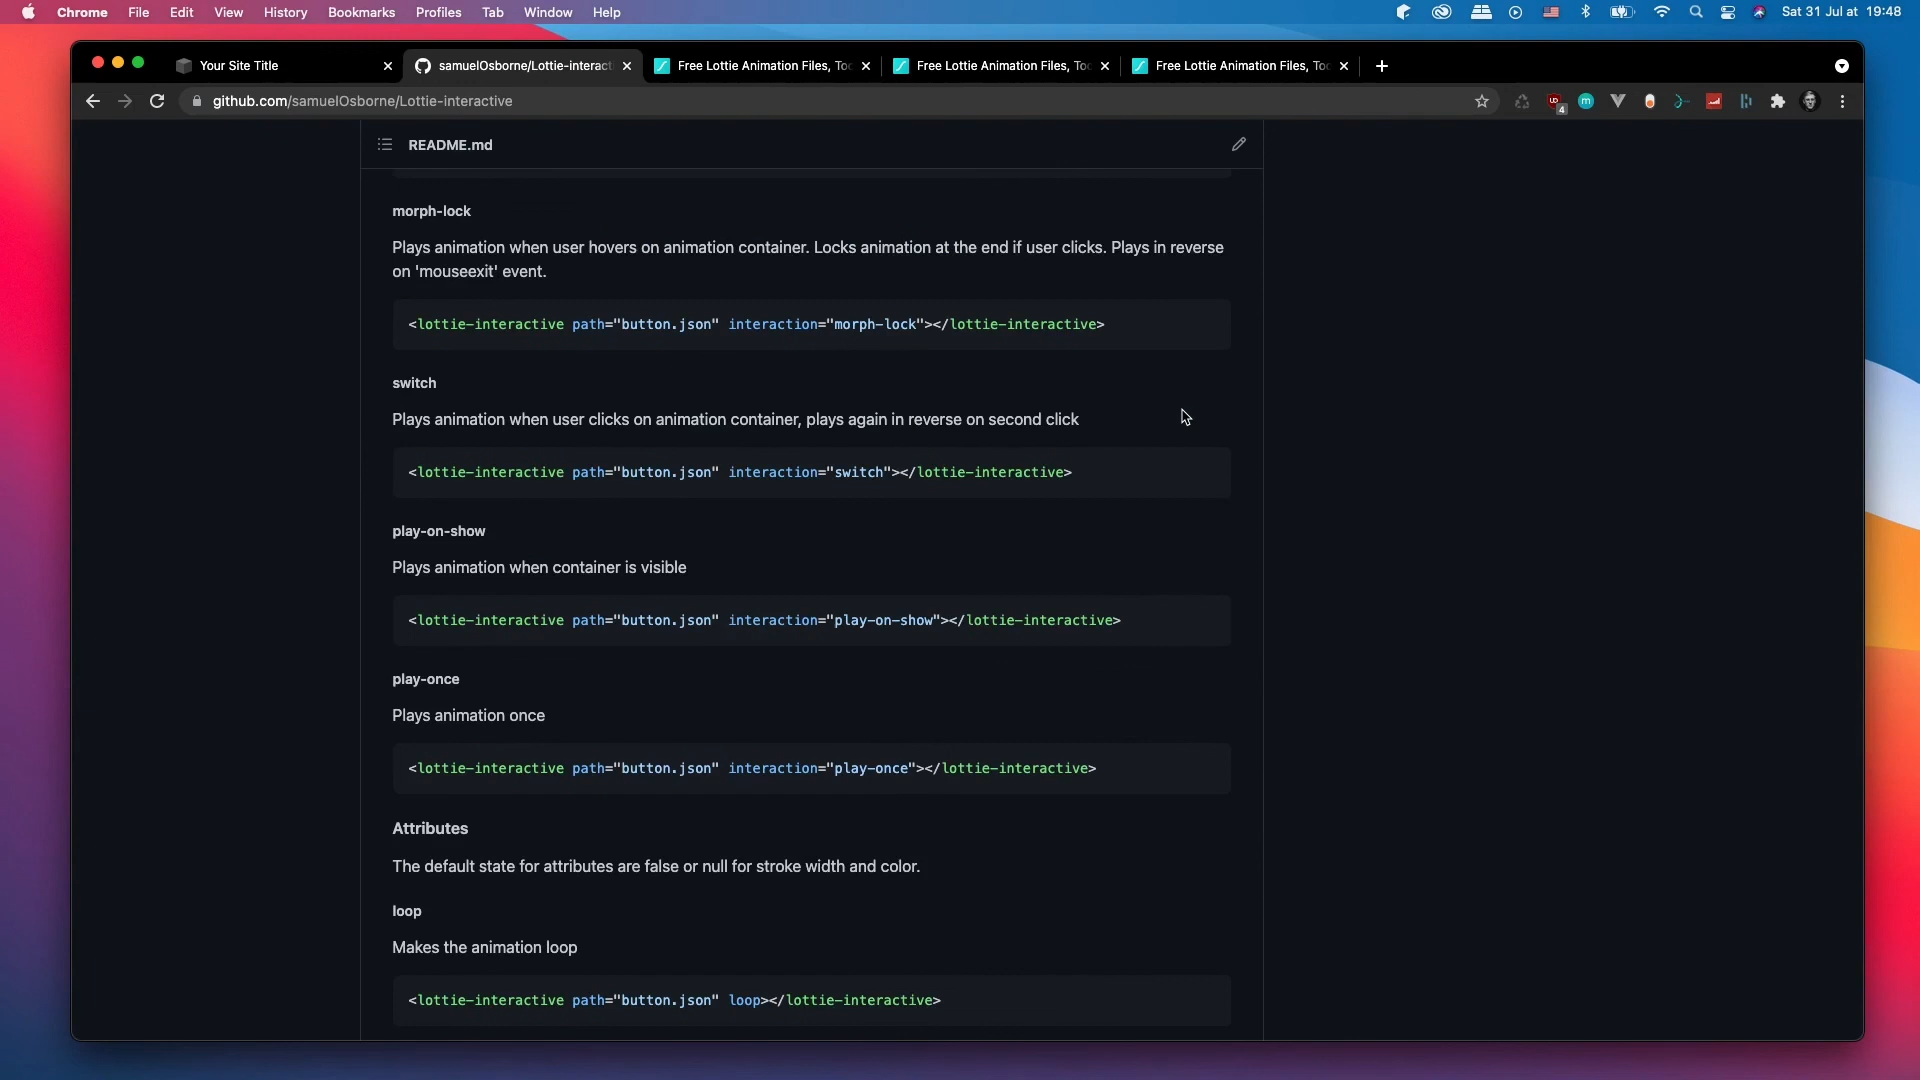 Chrome File Edit View History Bookmarks Profiles Tab Window Help Sat 31 Jul at 19:48
Your Site Title samuelOsborne/Lottie-interact Free Lottie Animation Files, Too Free Lottie Animation Files, Too Free Lottie Animation Files, Too
github.com/samuelOsborne/Lottie-interactive 4
README.md
morph-lock
Plays animation when user hovers on animation container. Locks animation at the end if user clicks. Plays in reverse
on 'mouseexit' event.
<lottie-interactive path="button.json" interaction="morph-lock"></lottie-interactive>
switch
Plays animation when user clicks on animation container, plays again in reverse on second click
<lottie-interactive path="button.json" interaction="switch"></lottie-interactive>
play-on-show
Plays animation when container is visible
<lottie-interactive path="button.json" interaction="play-on-show"></lottie-interactive>
play-once
Plays animation once
<lottie-interactive path="button.json" interaction="play-once"></lottie-interactive>
Attributes
The default state for attributes are false or null for stroke width and color.
loop
Makes the animation loop
<lottie-interactive path="button.json" loop></lottie-interactive>